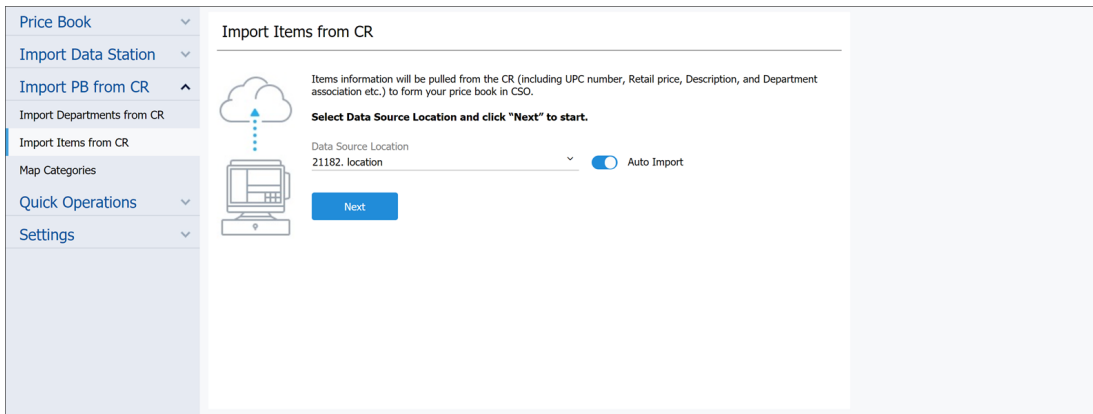 Price Book
Import Data Station
Import PB from CR
Import Departments from CR
Import Items from CR
Map Categories
Quick Operations
Settings
Import Items from CR
Items information will be pulled from the CR (including UPC number, Retail price, Description, and Department
association etc.) to form your price book in CSO.
Select Data Source Location and click “Next” to start.
Data Source Location
21182. location
Auto Import
Next